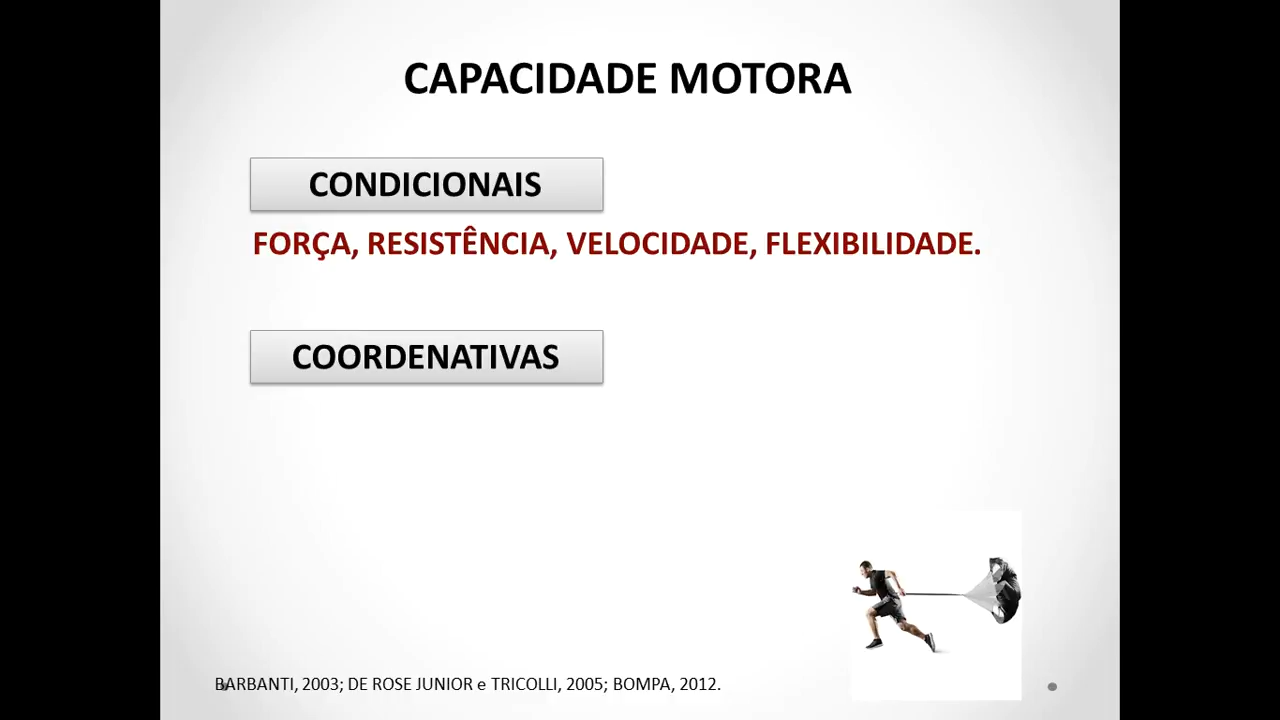 CAPACIDADE MOTORA
CONDICIONAIS
FORÇA, RESISTÊNCIA, VELOCIDADE, FLEXIBILIDADE.
COORDENATIVAS
BARBANTI, 2003; DE ROSE JUNIOR e TRICOLLI, 2005; BOMPA, 2012.